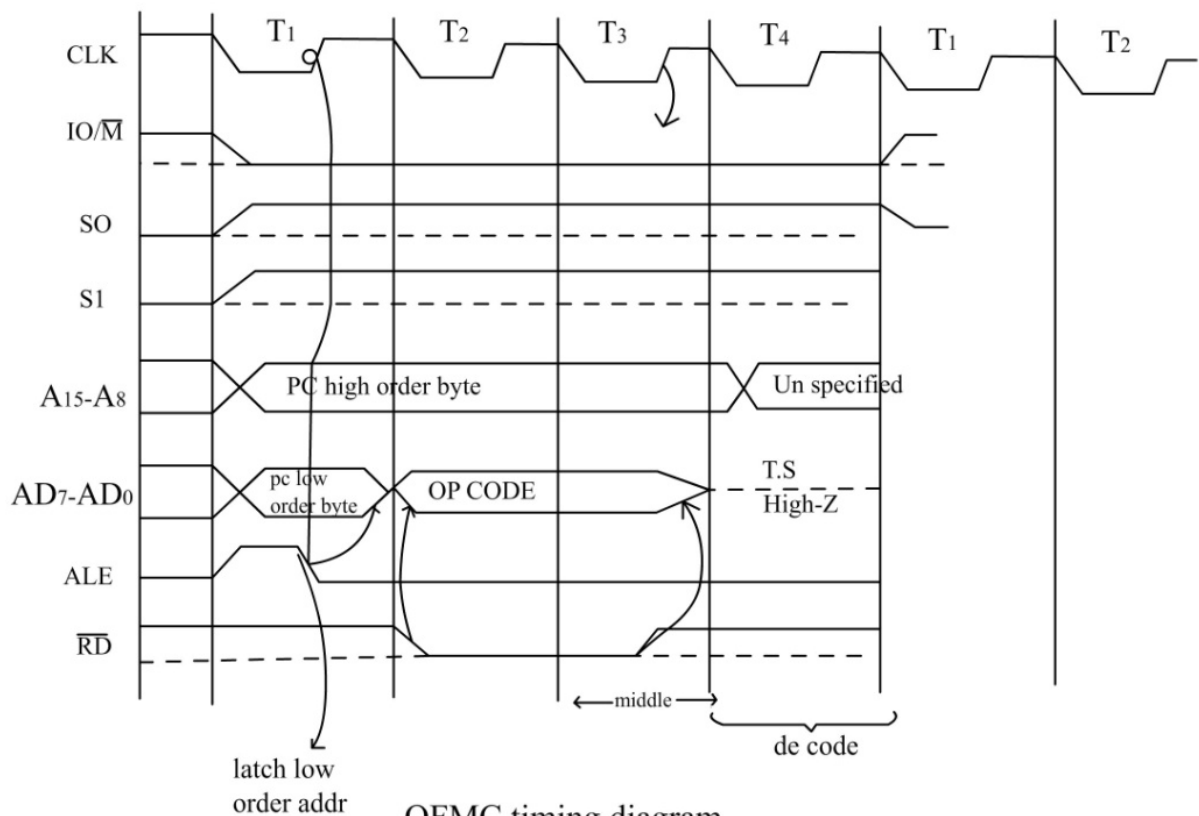 CLK
T1
T2
T3
T4
T1
T2
IO/M̅
SO
S1
A15-A8
PC high order byte
Un specified
AD7-AD0
pc low
order byte
OP CODE
T.S
High-Z
ALE
R̅D̅
middle
de code
latch low
order addr
OFMC timing diagram